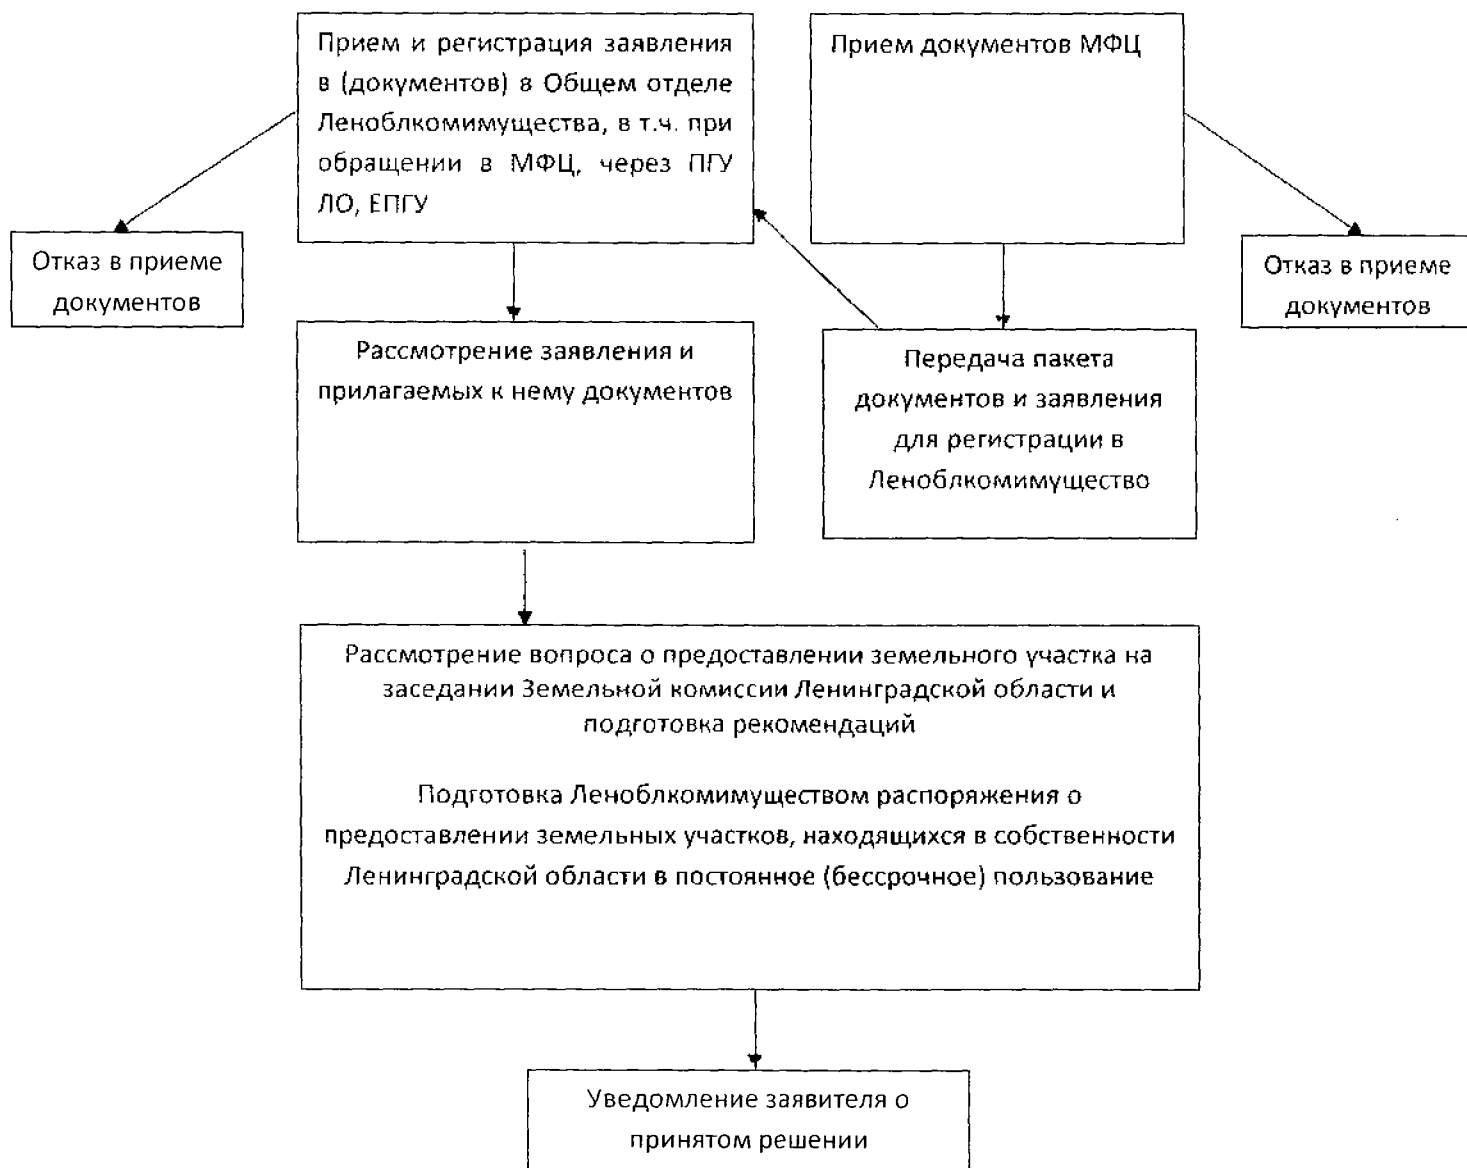 Прием и регистрация заявления
в (документов) в Общем отделе
Леноблкомимущества, в т.ч. при
обращении в МФЦ, через ПГУ
ЛО, ЕПГУ
Прием документов МФЦ
Отказ в приеме
документов
Отказ в приеме
документов
Рассмотрение заявления и
прилагаемых к нему документов
Передача пакета
документов и заявления
для регистрации в
Леноблкомимущество
Рассмотрение вопроса о предоставлении земельного участка на
заседании Земельной комиссии Ленинградской области и
подготовка рекомендаций
Подготовка Леноблкомимуществом распоряжения о
предоставлении земельных участков, находящихся в собственности
Ленинградской области в постоянное (бессрочное) пользование
Уведомление заявителя о
принятом решении